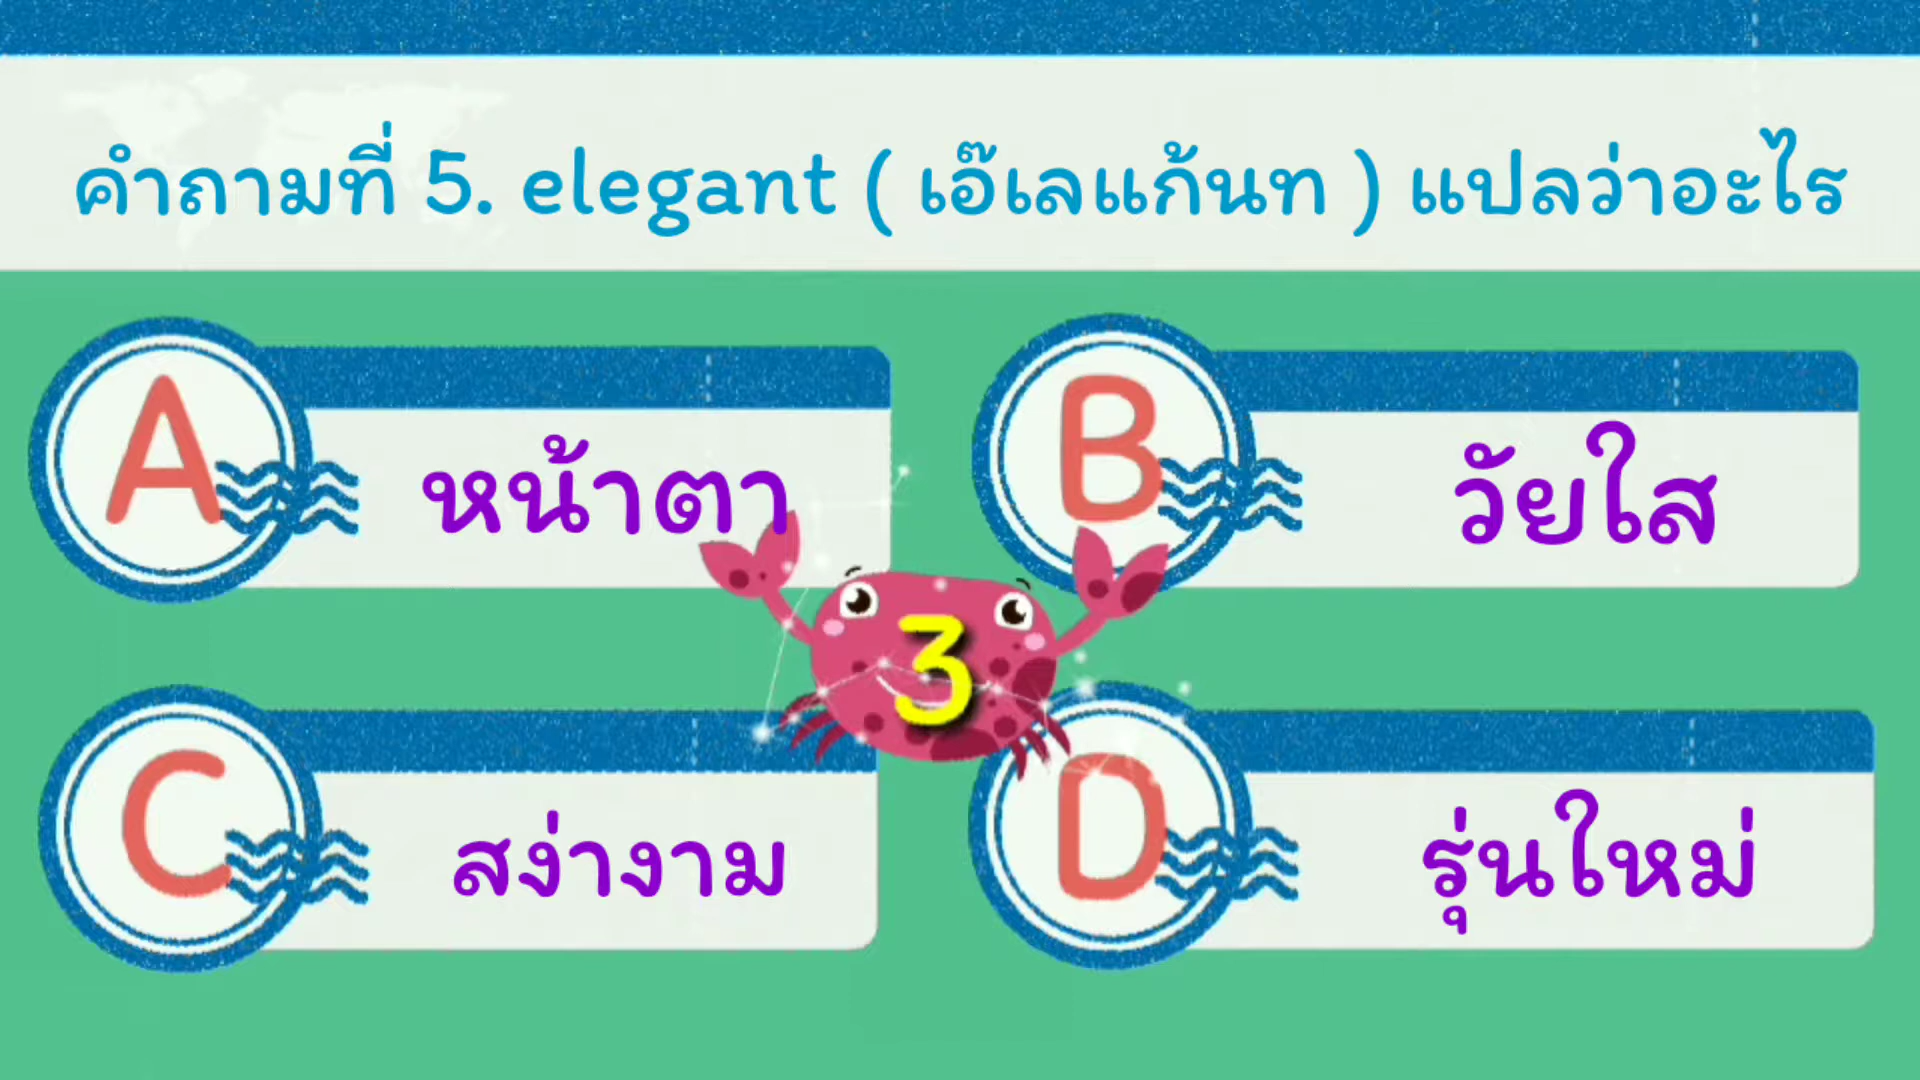 คำถามที่ 5. elegant ( เอ๊เลแก้นท ) แปลว่าอะไร
A หน้าตา
B วัยใส
3
C สง่างาม
D รุ่นใหม่